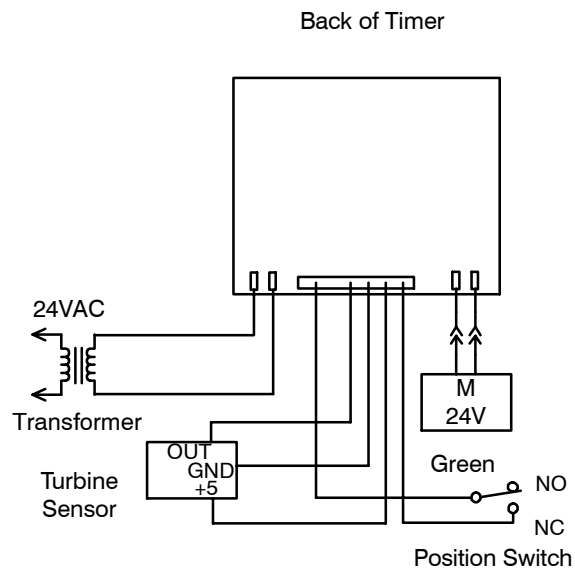 Back of Timer
24VAC
Transformer
M
24V
OUT
GND
+5
Turbine
Sensor
Green
NO
NC
Position Switch